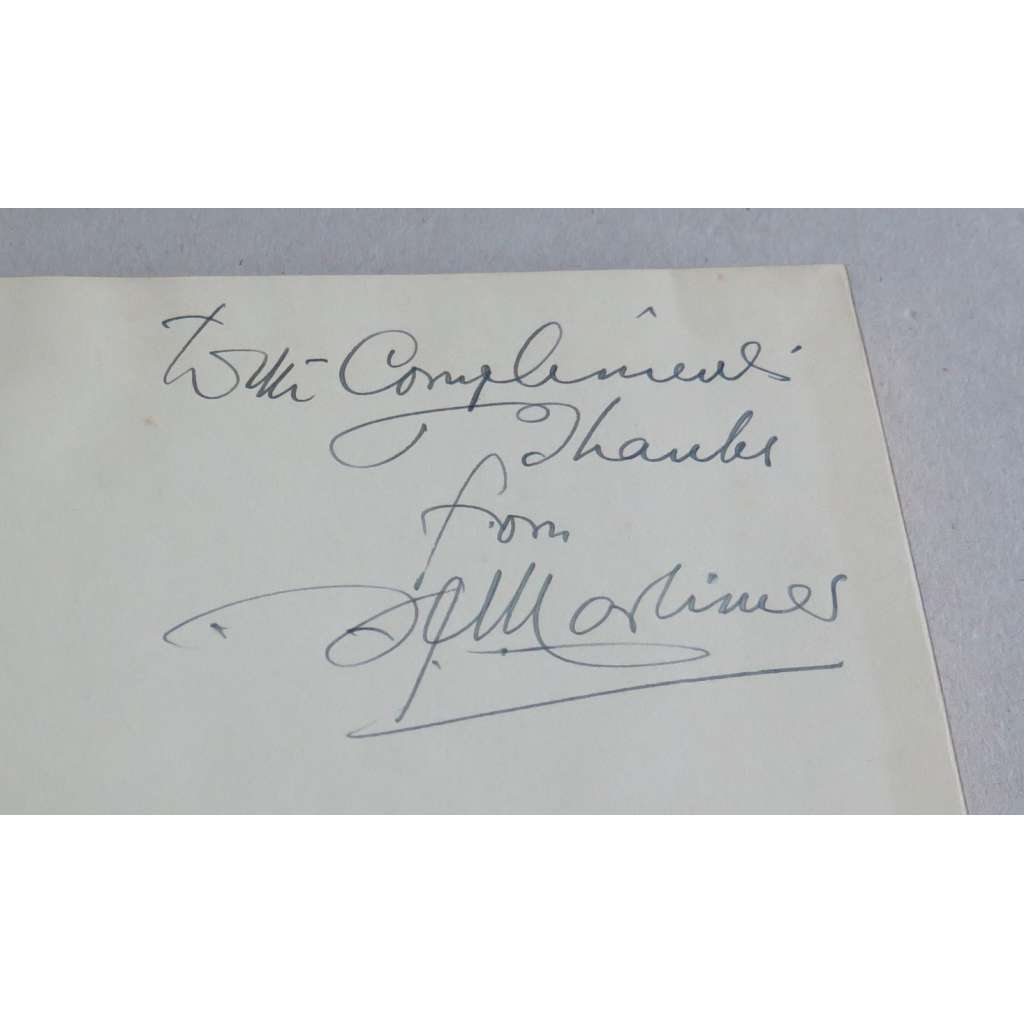 With Compliments
Thanks
from
Mortimer